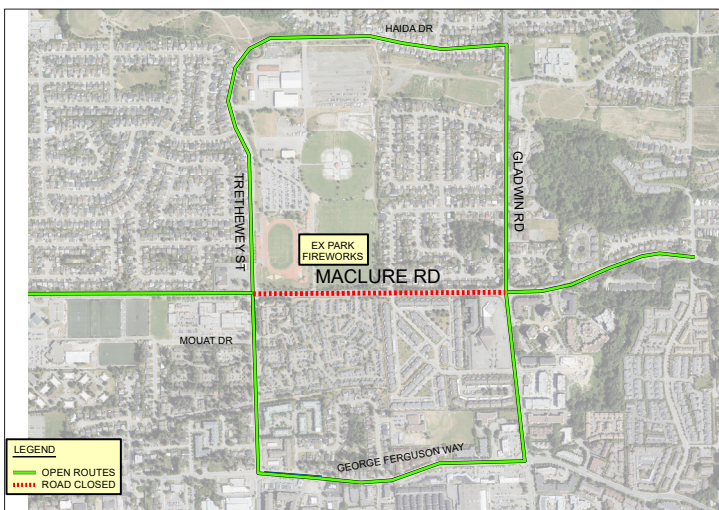 HAIDA DR
GLADWIN RD
TRETHEWEY ST
EX PARK
FIREWORKS
MACLURE RD
MOUAT DR
GEORGE FERGUSON WAY
LEGEND
OPEN ROUTES
ROAD CLOSED